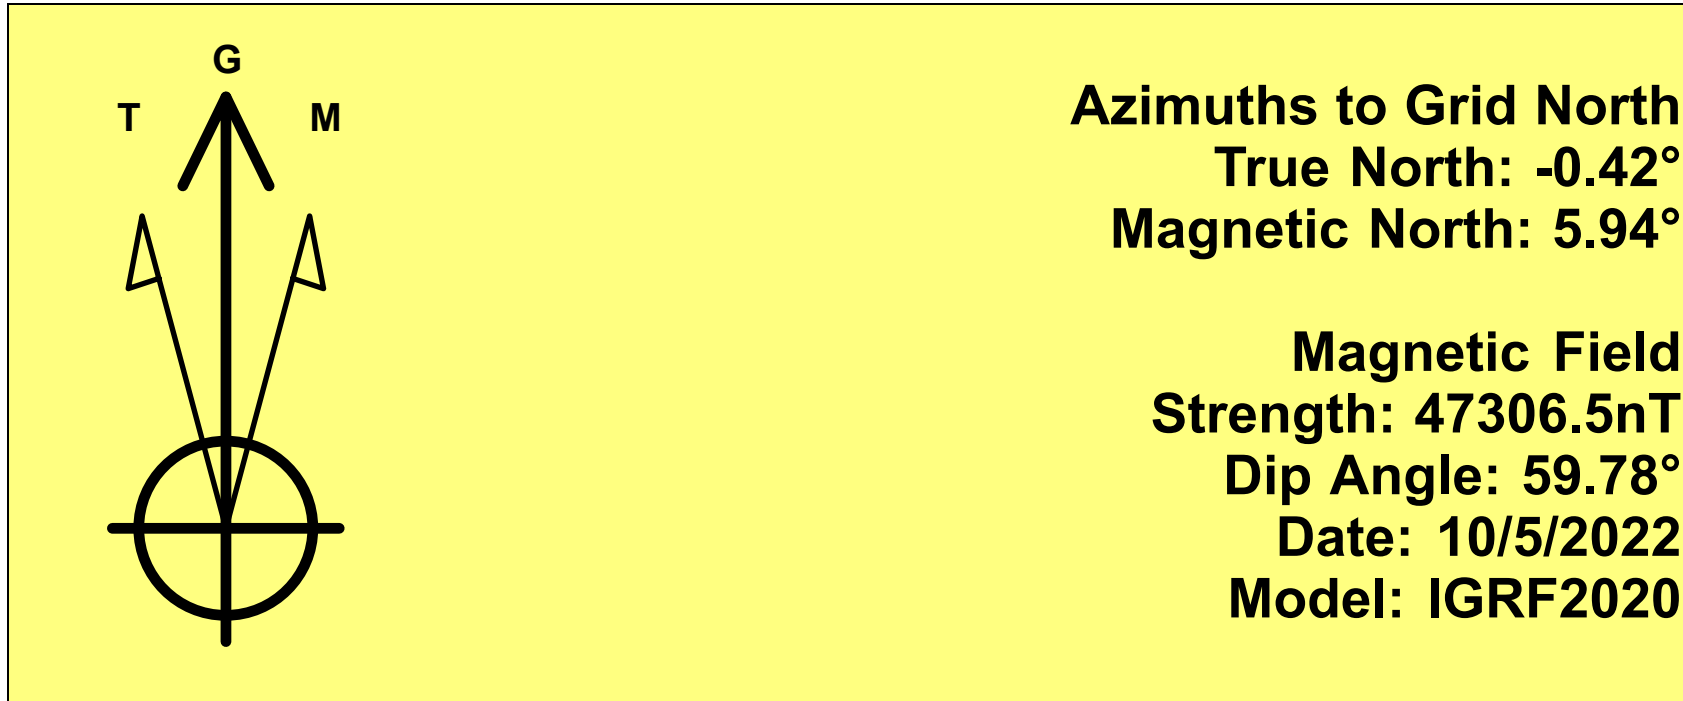 G
T
M
Azimuths to Grid North
True North: -0.42°
Magnetic North: 5.94°
Magnetic Field
Strength: 47306.5nT
Dip Angle: 59.78°
Date: 10/5/2022
Model: IGRF2020